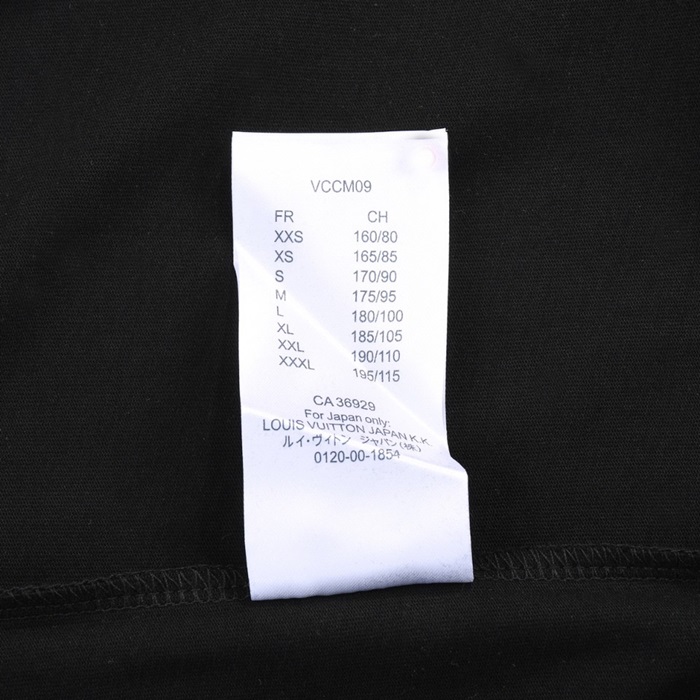 VCCM09
FR CH
XXS 160/80
XS 165/85
S 170/90
M 175/95
L 180/100
XL 185/105
XXL 190/110
XXXL 195/115
CA 36929
For Japan only:
LOUIS VUITTON JAPAN K.K
ルイ・ヴィトン ジャパン(株)
0120-00-1854